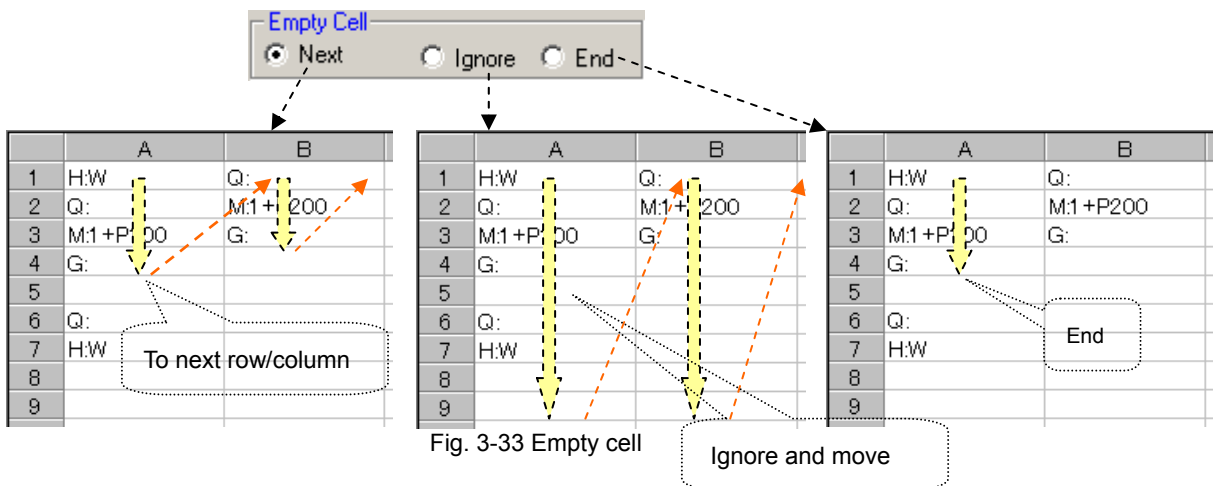 Empty Cell
Next Ignore End
A B
1 H:W Q:
2 Q: M:1+P200
3 M:1+P200 G:
4 G:
5
6 Q:
7 H:W
8
9
To next row/column
A B
1 H:W Q:
2 Q: M:1+P200
3 M:1+P200 G:
4 G:
5
6 Q:
7 H:W
8
9
Ignore and move
A B
1 H:W Q:
2 Q: M:1+P200
3 M:1+P200 G:
4 G:
5
6 Q:
7 H:W
8
9
End
Fig. 3-33 Empty cell